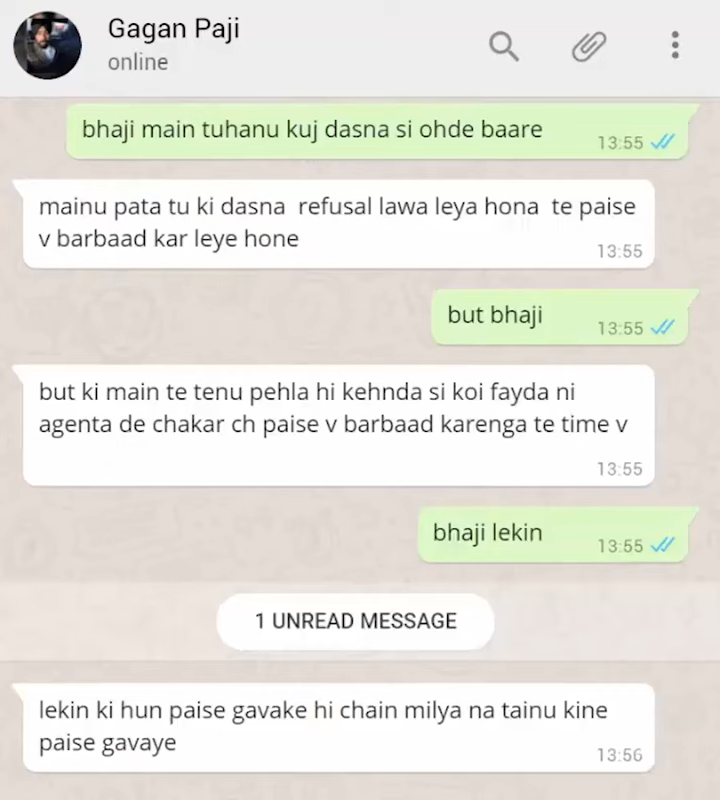 Gagan Paji
online
bhaji main tuhanu kuj dasna si ohde baare
13:55
mainu pata tu ki dasna refusal lawa leya hona te paise
v barbaad kar leye hone
13:55
but bhaji
13:55
but ki main te tenu pehla hi kehnda si koi fayda ni
agenta de chakar ch paise v barbaad karenga te time v
13:55
bhaji lekin
13:55
1 UNREAD MESSAGE
lekin ki hun paise gavake hi chain milya na tainu kine
paise gavaye
13:56